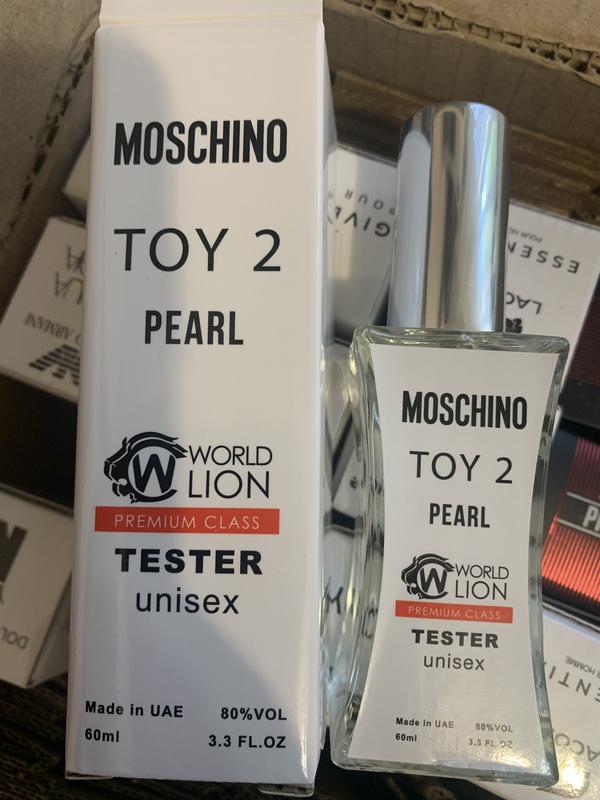 MOSCHINO
TOY 2
PEARL
W WORLD
LION
PREMIUM CLASS
TESTER
unisex
Made in UAE 80%VOL
60ml 3.3 FL.OZ
MOSCHINO
TOY 2
PEARL
W WORLD
LION
PREMIUM CLASS
TESTER
unisex
Made in UAE 80%VOL
60ml 3.3 FL.OZ
POUR
ARMANI